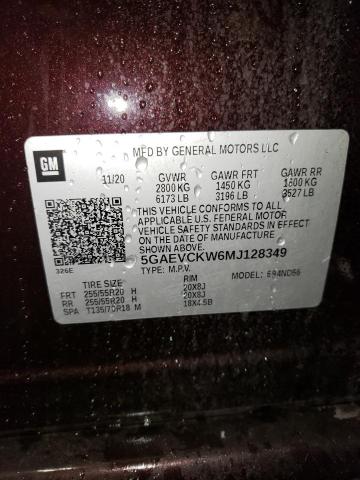 GM
MFD BY GENERAL MOTORS LLC
11/20 GVWR GAWR FRT GAWR RR
2800 KG 1450 KG 1600 KG
6173 LB 3196 LB 3527 LB
THIS VEHICLE CONFORMS TO ALL
APPLICABLE U.S. FEDERAL MOTOR
VEHICLE SAFETY STANDARDS IN EFFECT
ON THE DATE OF MANUFACTURE
SHOWN ABOVE.
5GAEVCKW6MJ128349
326E
TYPE: M.P.V. MODEL: 694ND56
TIRE SIZE RIM
FRT 255/55R20 H 20X8J
RR 255/55R20 H 20X8J
SPA T135/70R18 M 18X4.5B